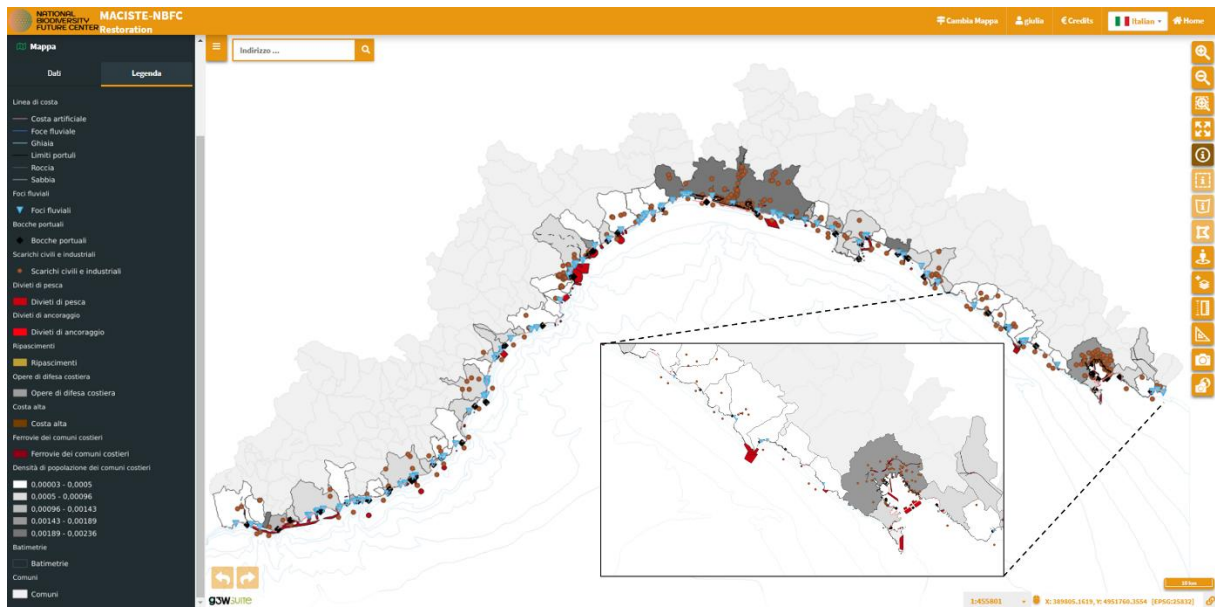 NATIONAL
BIODIVERSITY
FUTURE CENTER
MACISTE-NBFC
Restoration
Cambia Mappa
giulia
Credits
Italian
Home
Mappa
Dati
Legenda
Indirizzo ...
Linea di costa
Costa artificiale
Foce fluviale
Ghiaia
Limiti portuli
Roccia
Sabbia
Foci fluviali
Foci fluviali
Bocche portuali
Bocche portuali
Scarichi civili e industriali
Scarichi civili e industriali
Divieti di pesca
Divieti di pesca
Divieti di ancoraggio
Divieti di ancoraggio
Ripascimenti
Ripascimenti
Opere di difesa costiera
Opere di difesa costiera
Costa alta
Costa alta
Ferrovie dei comuni costieri
Ferrovie dei comuni costieri
Densità di popolazione dei comuni costieri
0,00003 - 0,0005
0,0005 - 0,00096
0,00096 - 0,00143
0,00143 - 0,00189
0,00189 - 0,00236
Batimetrie
Batimetrie
Comuni
Comuni
G3WSUITE
10 km
1:455801
X: 389805.1619, Y: 4951760.3554 [EPSG:25832]